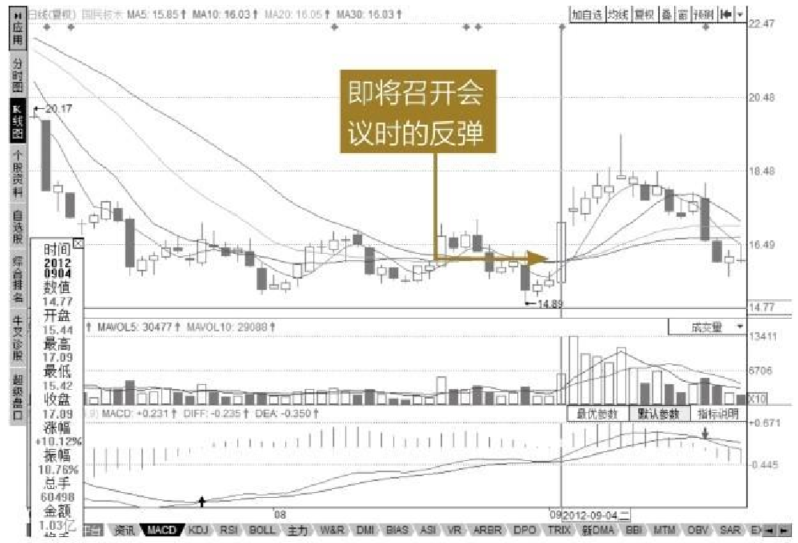 日线(复权) 国民技术 MA5: 15.85↑ MA10: 16.03↑ MA20: 16.05↑ MA30: 16.03↑
加自选 均线 复权 叠 窗 预测
22.47
20.48
18.48
16.49
14.77
应用
分时图
K线图
个股资料
自选股
综合排名
牛叉诊股
超级盘口
←20.17
即将召开会
议时的反弹
←14.89
时间
2012
0904
数值
14.77
开盘
15.44
最高
17.09
最低
15.42
收盘
17.09
涨幅
+10.12%
振幅
10.76%
总手
60498
金额
1.03亿
↑ MAVOL5: 30477↑ MAVOL10: 29088↑
成交量
13411
6706
X10
MACD: +0.231↑ DIFF: -0.235↑ DEA: -0.350↑
最优参数 默认参数 指标说明
+0.671
-0.445
08
09 2012-09-04,二
平台 资讯 MACD KDJ RSI BOLL 主力 W&R DMI BIAS ASI VR ARBR DPO TRIX 新DMA BBI MTM OBV SAR